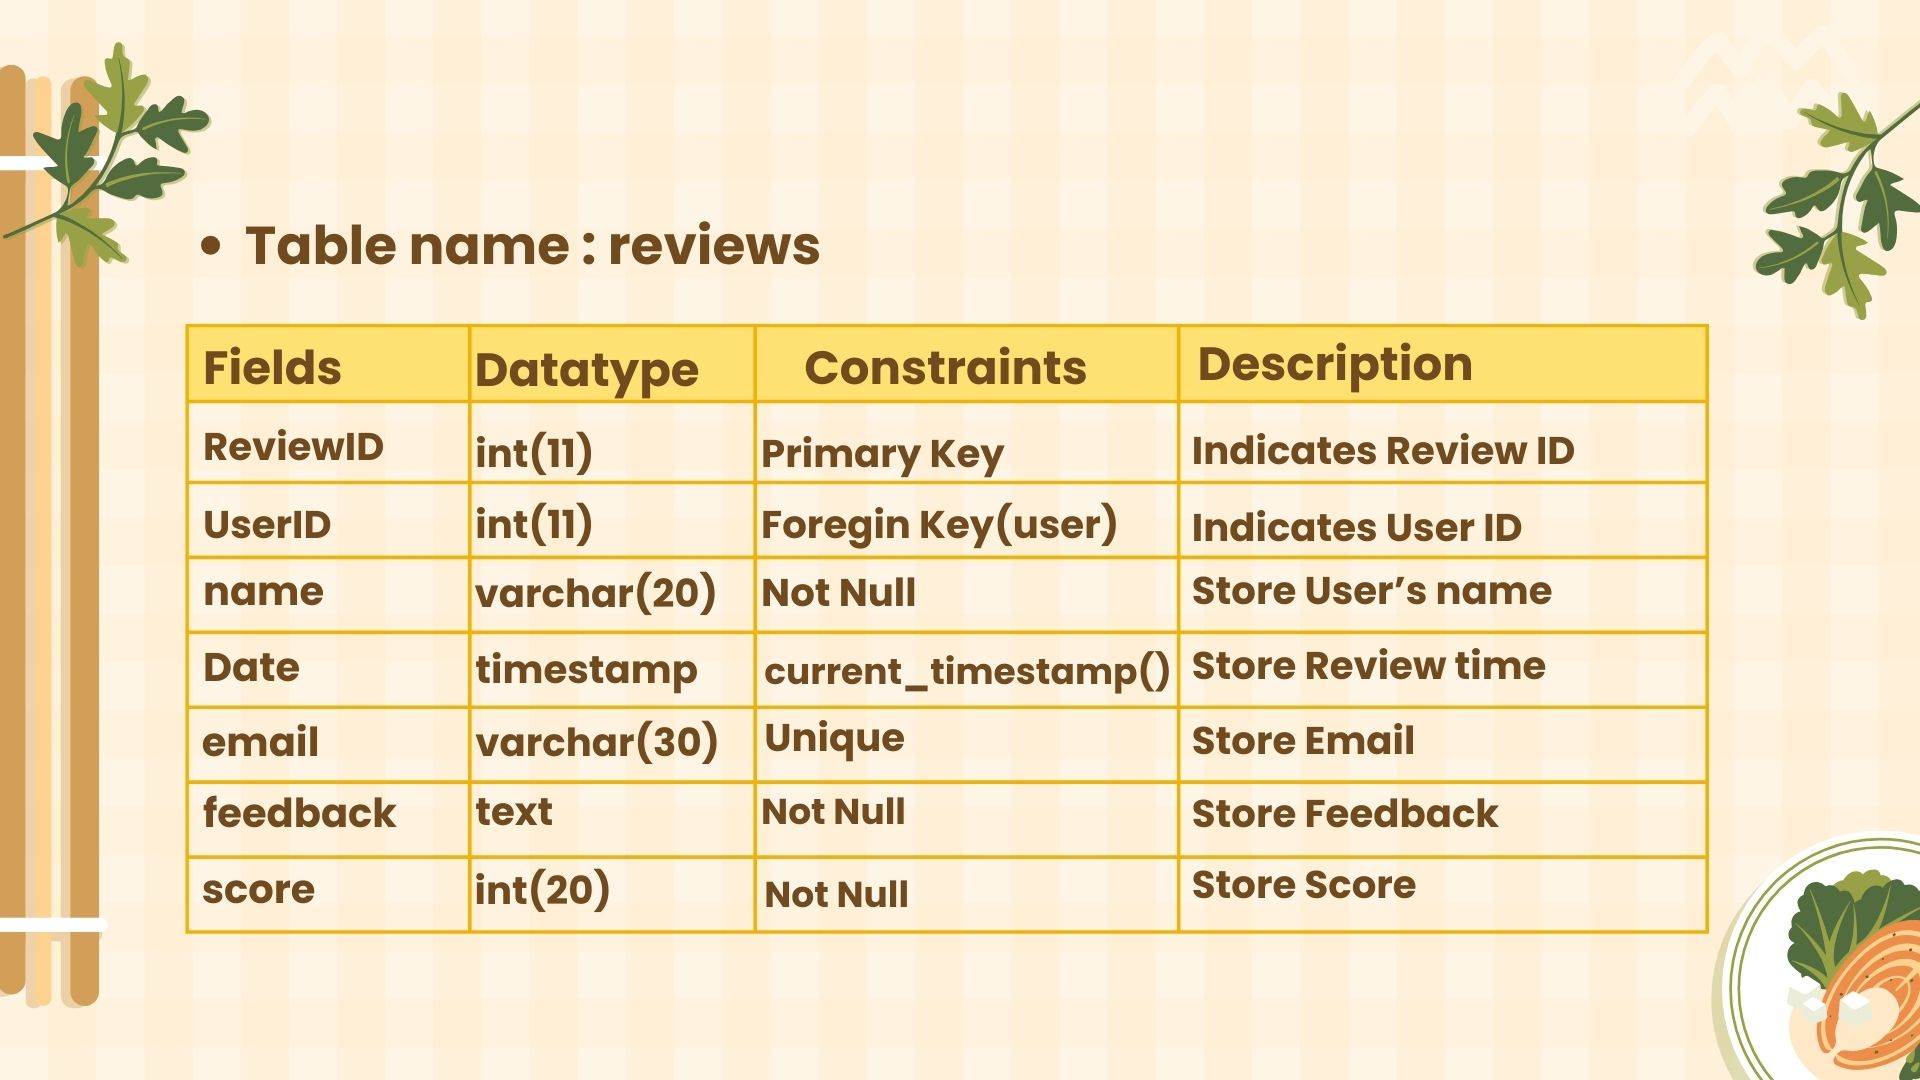 • Table name : reviews
Fields Datatype Constraints Description
ReviewID int(11) Primary Key Indicates Review ID
UserID int(11) Foregin Key(user) Indicates User ID
name varchar(20) Not Null Store User’s name
Date timestamp current_timestamp() Store Review time
email varchar(30) Unique Store Email
feedback text Not Null Store Feedback
score int(20) Not Null Store Score